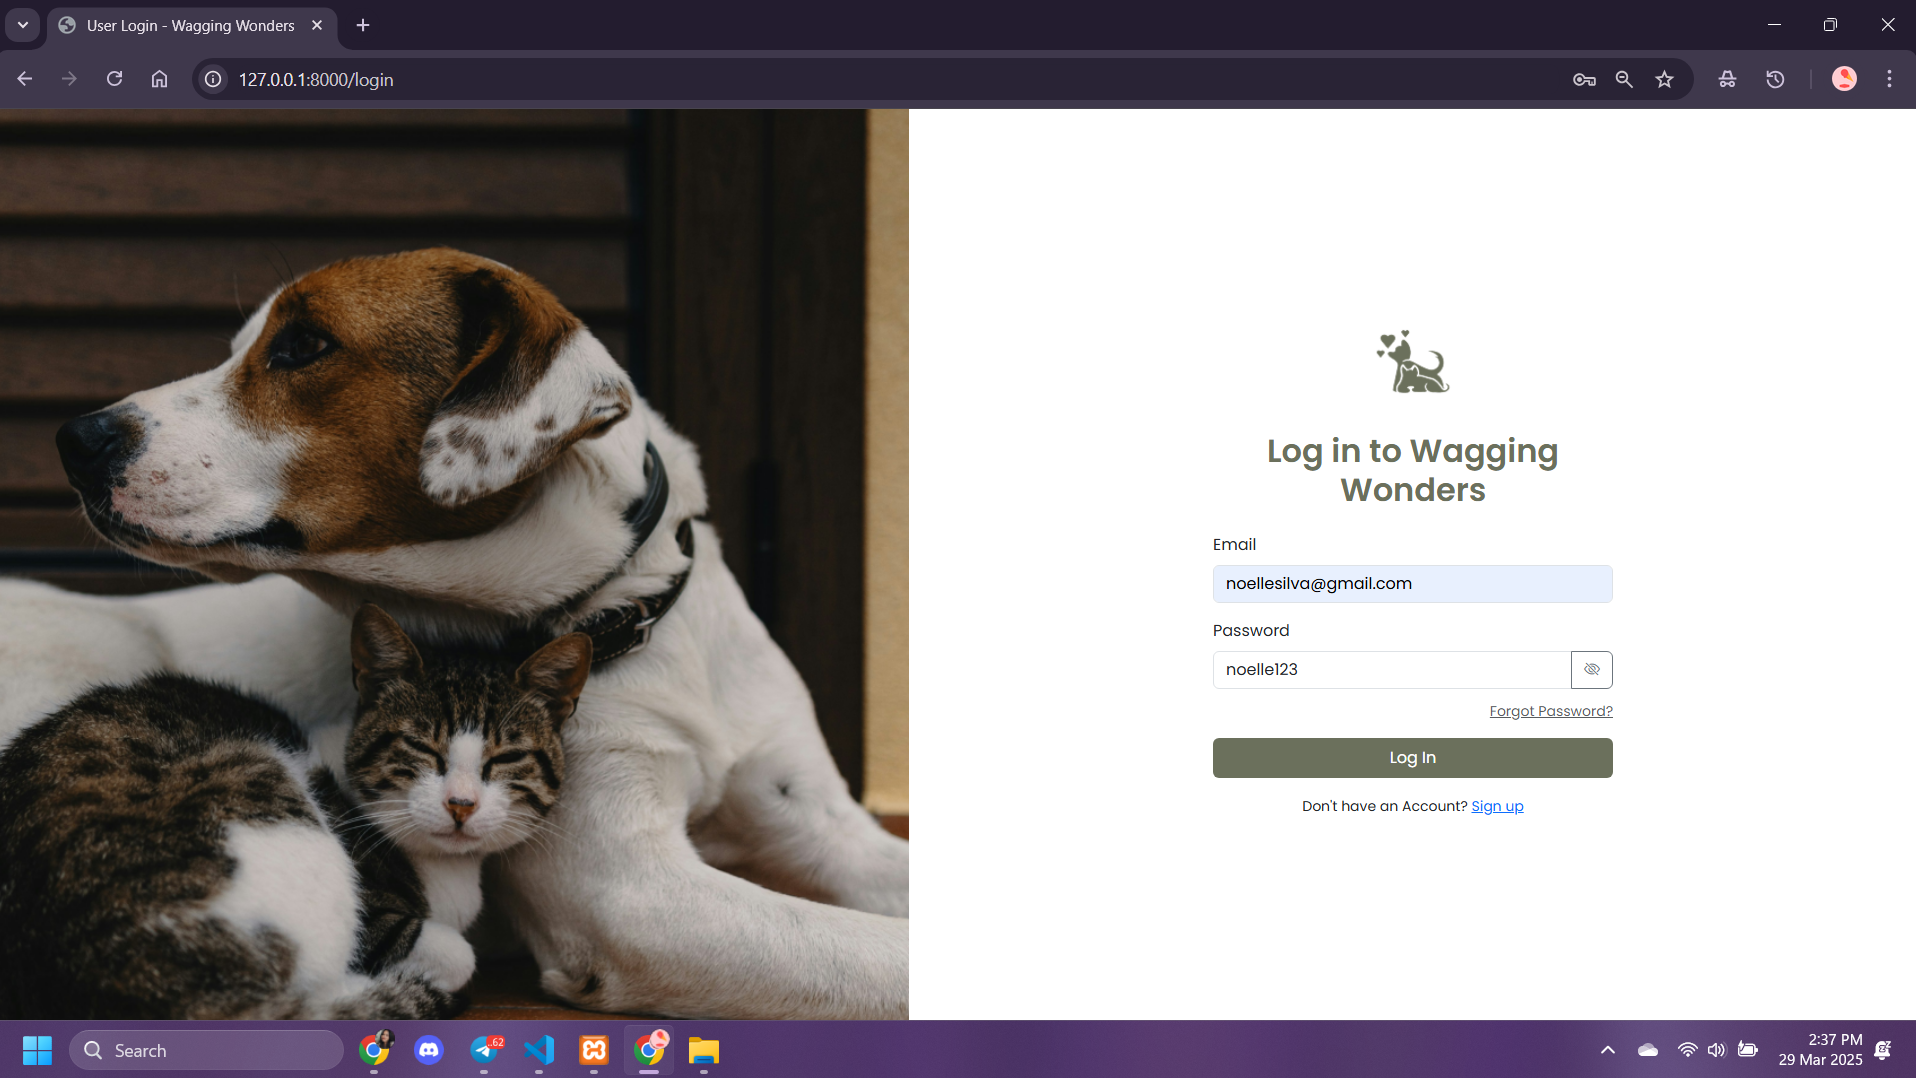 User Login - Wagging Wonders
127.0.0.1:8000/login
Log in to Wagging
Wonders
Email
noellesilva@gmail.com
Password
noelle123
Forgot Password?
Log In
Don't have an Account? Sign up
Search
.62
2:37 PM
29 Mar 2025